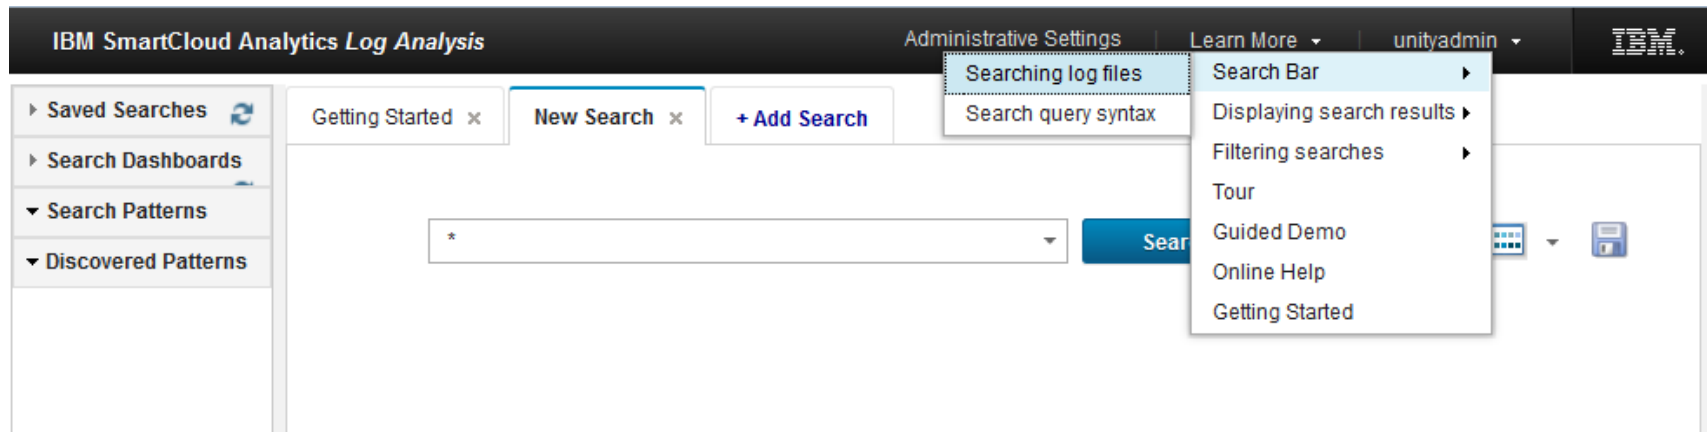 IBM SmartCloud Analytics Log Analysis
Administrative Settings
Learn More
unityadmin
IBM.
Saved Searches
Search Dashboards
Search Patterns
Discovered Patterns
Getting Started ×
New Search ×
+ Add Search
*
Sear
Searching log files
Search query syntax
Search Bar
Displaying search results
Filtering searches
Tour
Guided Demo
Online Help
Getting Started